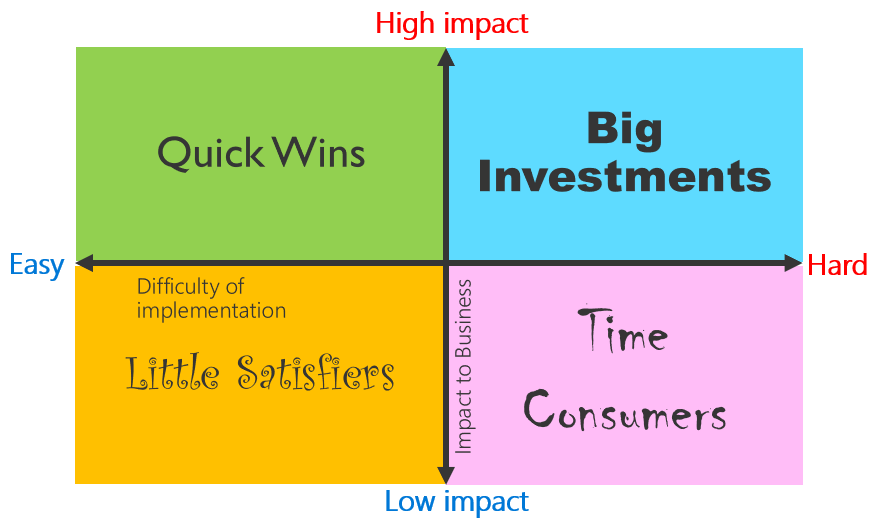 High impact
Quick Wins
Big
Investments
Easy
Hard
Difficulty of
implementation
Impact to Business
Little Satisfiers
Time
Consumers
Low impact